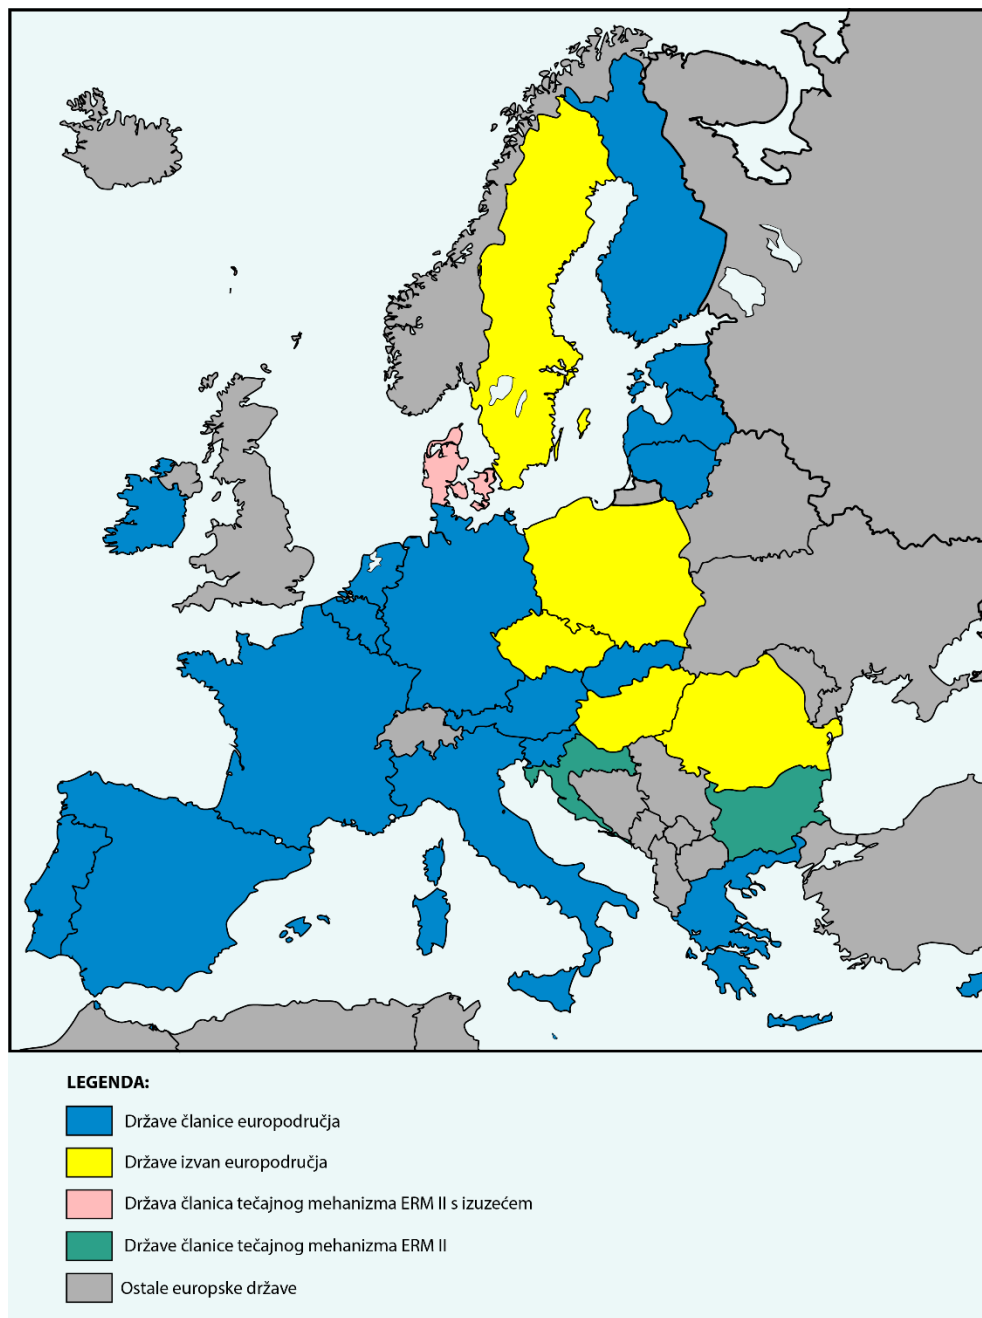 LEGENDA:
Države članice europodručja
Države izvan europodručja
Država članica tečajnog mehanizma ERM II s izuzećem
Države članice tečajnog mehanizma ERM II
Ostale europske države